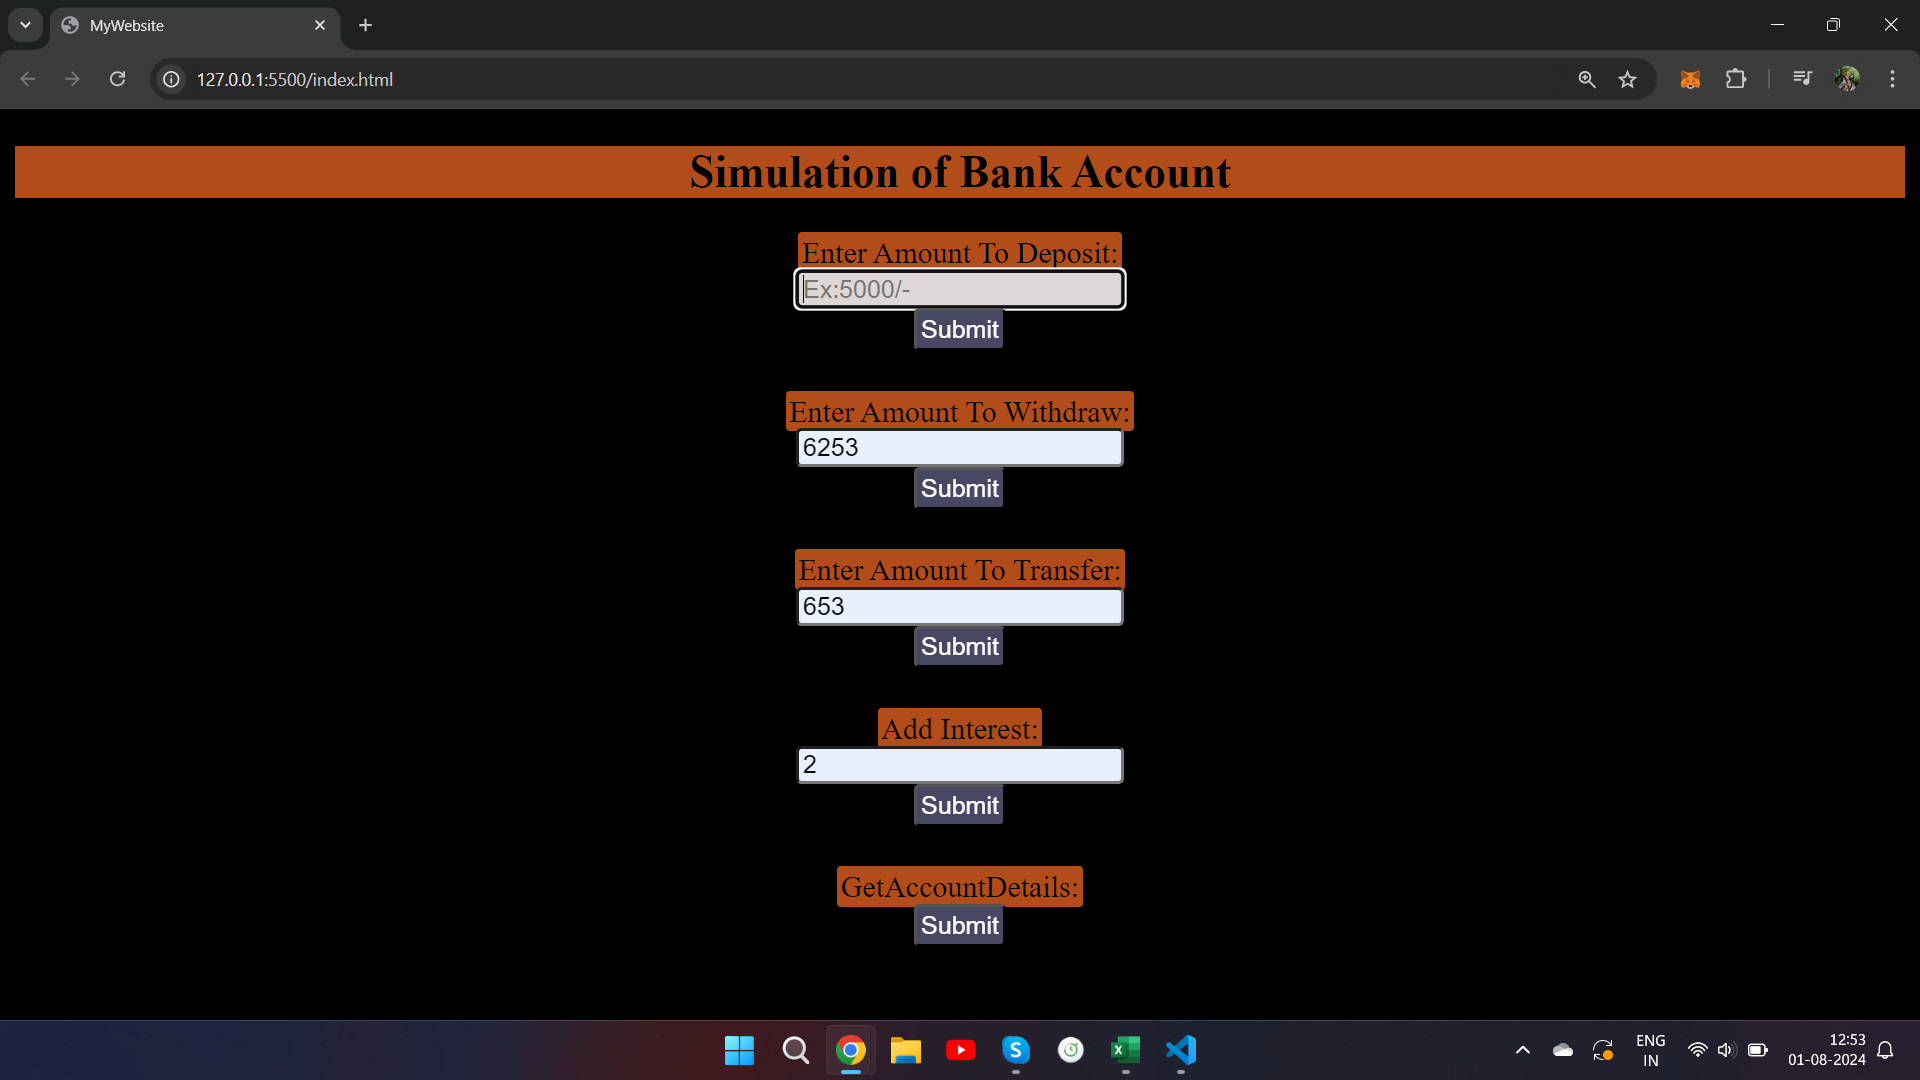 MyWebsite
127.0.0.1:5500/index.html
Simulation of Bank Account
Enter Amount To Deposit:
Ex:5000/-
Submit
Enter Amount To Withdraw:
6253
Submit
Enter Amount To Transfer:
653
Submit
Add Interest:
2
Submit
GetAccountDetails:
Submit
ENG
IN
12:53
01-08-2024